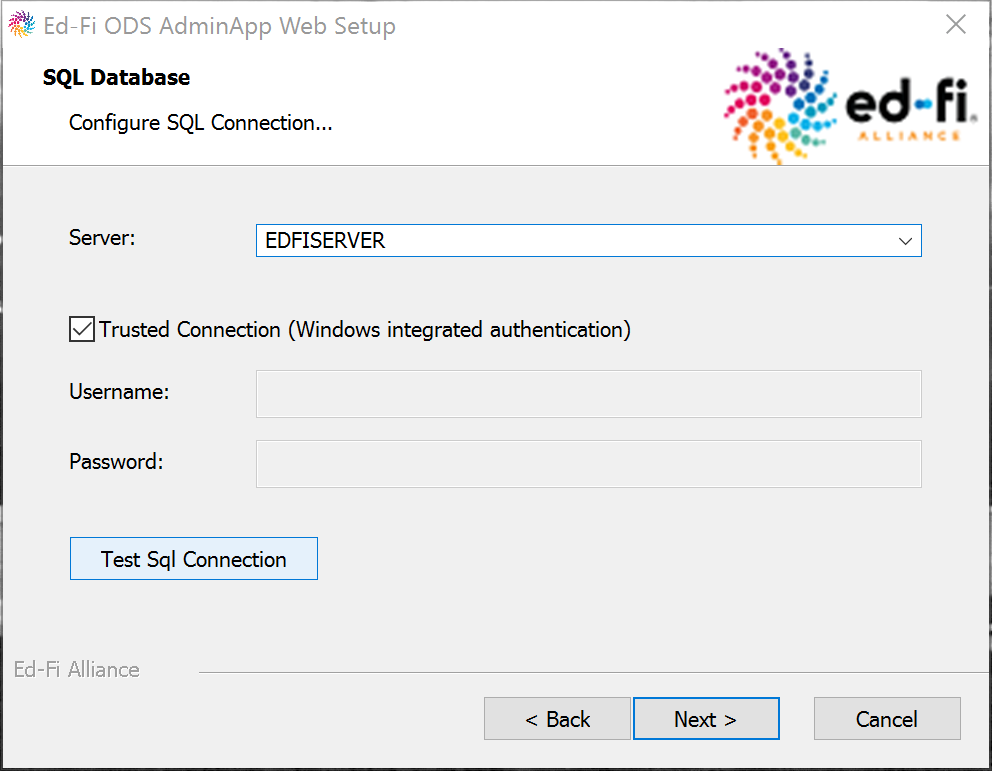 Ed-Fi ODS AdminApp Web Setup
SQL Database
Configure SQL Connection...
ed-fi®
ALLIANCE
Server:
EDFISERVER
Trusted Connection (Windows integrated authentication)
Username:
Password:
Test Sql Connection
Ed-Fi Alliance
< Back
Next >
Cancel